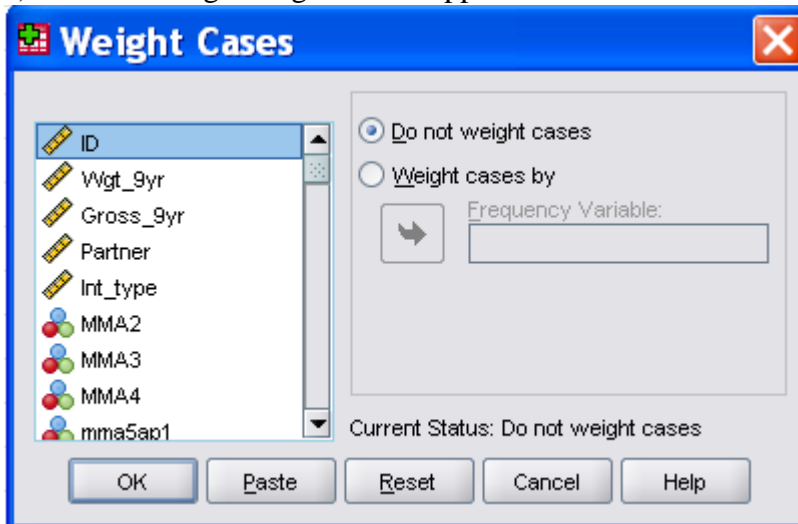 Weight Cases
ID
Wgt_9yr
Gross_9yr
Partner
Int_type
MMA2
MMA3
MMA4
mma5ap1
Do not weight cases
Weight cases by
Frequency Variable:
Current Status: Do not weight cases
OK Paste Reset Cancel Help